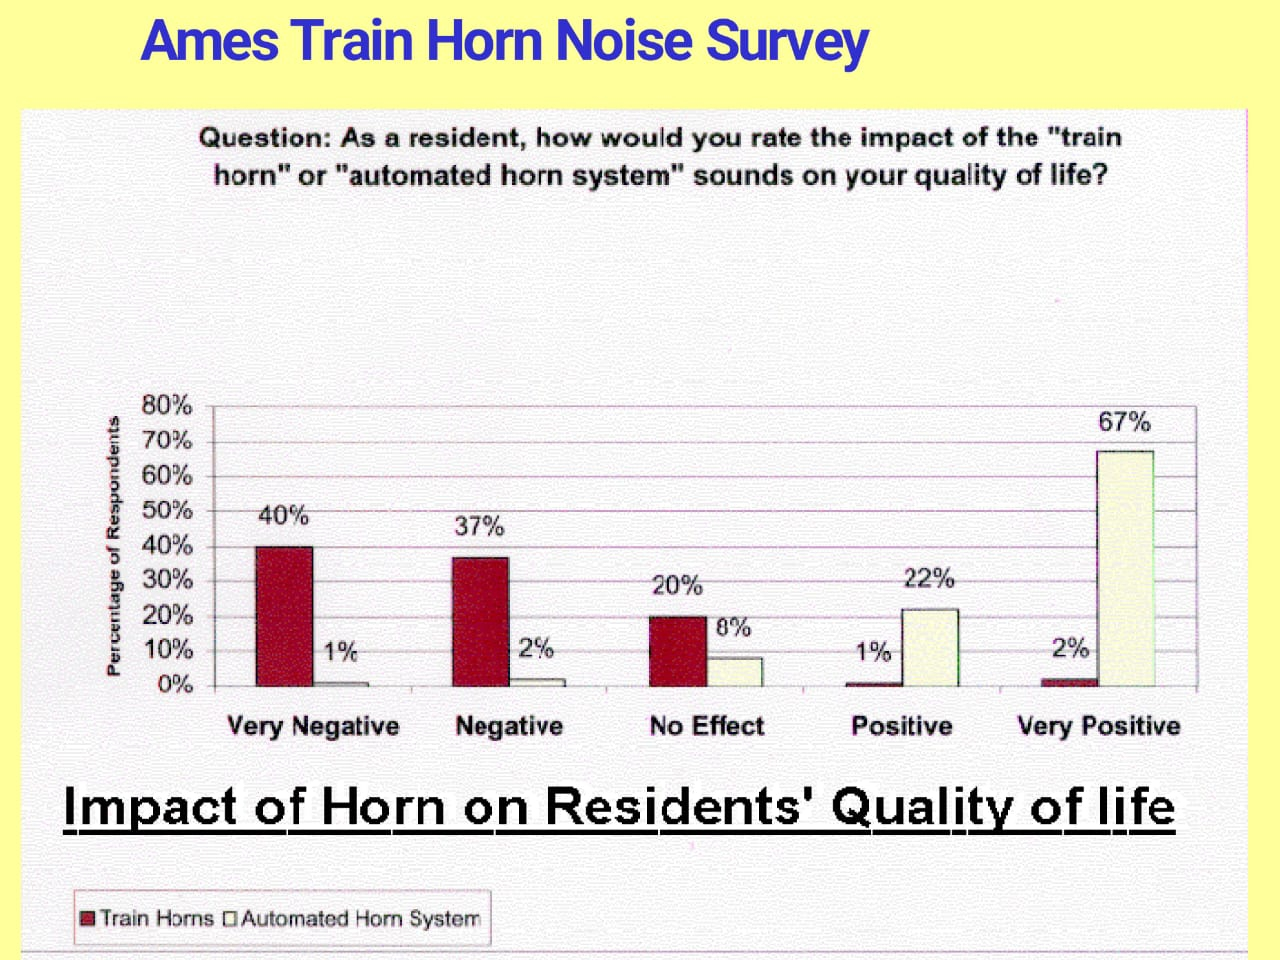 Ames Train Horn Noise Survey
Question: As a resident, how would you rate the impact of the "train
horn" or "automated horn system" sounds on your quality of life?
Percentage of Respondents
80%
70%
60%
50%
40%
30%
20%
10%
0%
40%
1%
37%
2%
20%
8%
1%
22%
2%
67%
Very Negative
Negative
No Effect
Positive
Very Positive
Impact of Horn on Residents' Quality of life
Train Horns
Automated Horn System